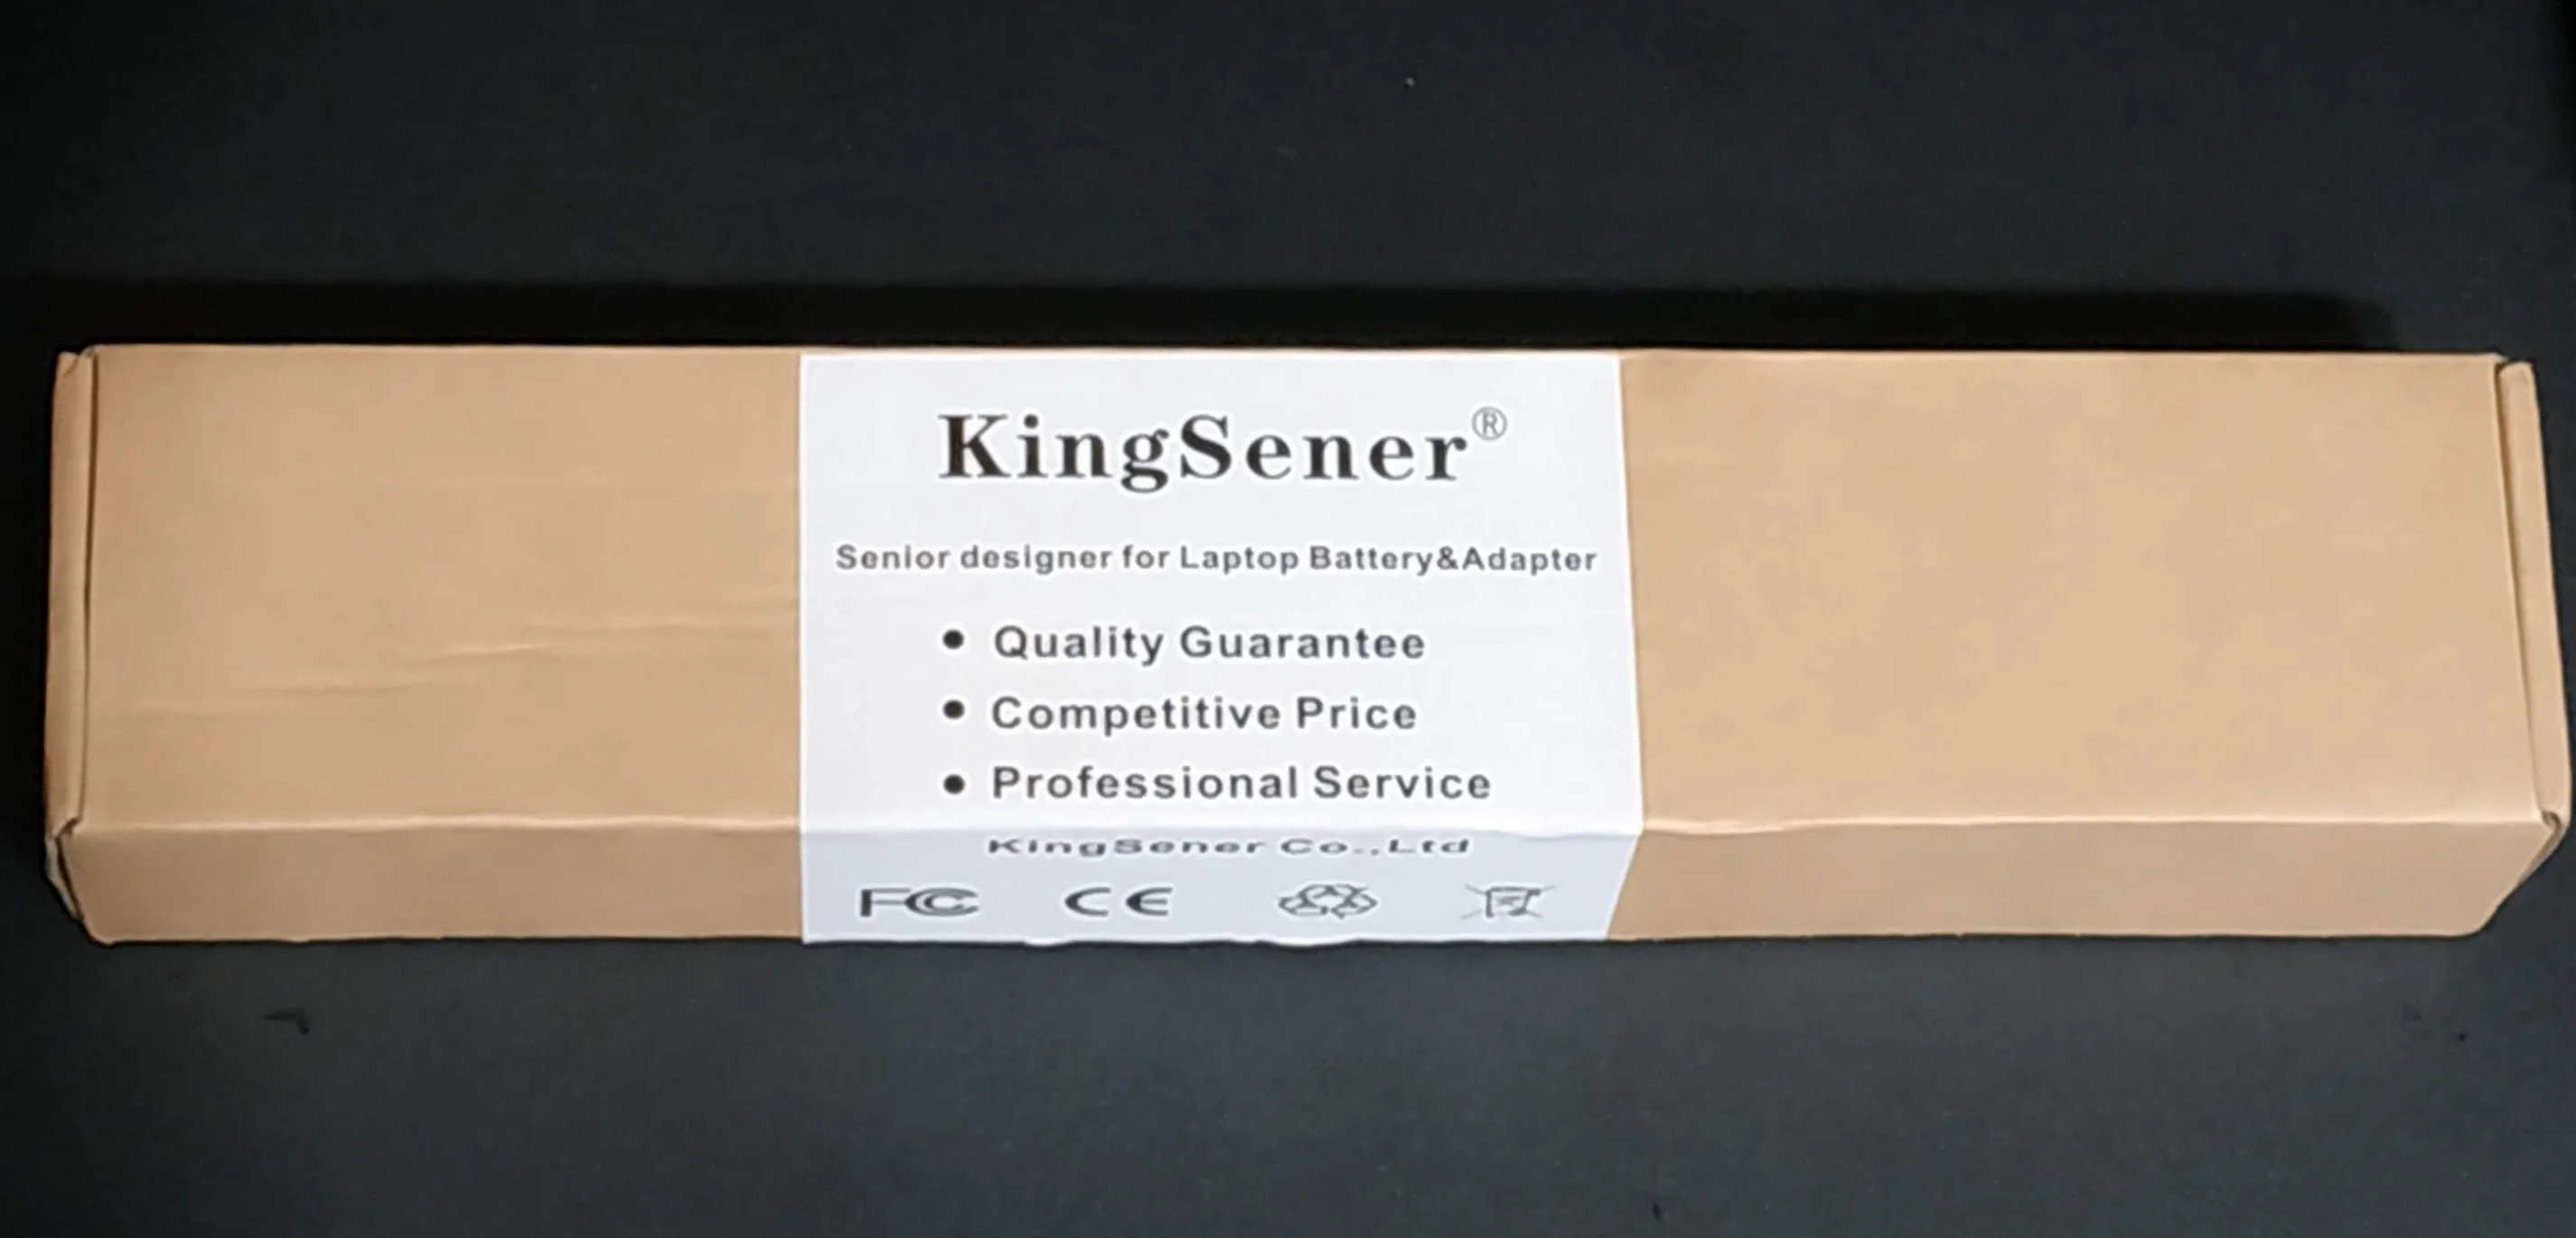 KingSener®
Senior designer for Laptop Battery&Adapter
• Quality Guarantee
• Competitive Price
• Professional Service
KingSener Co.,Ltd
FC CE